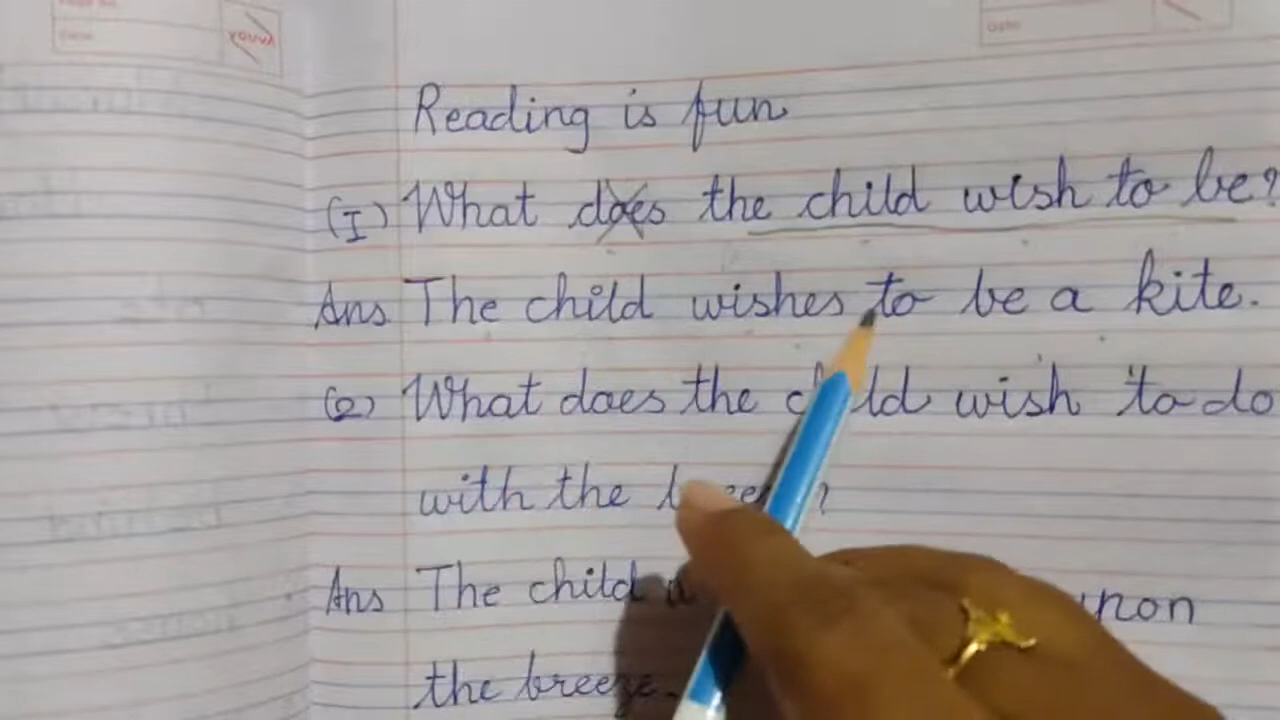 Reading is fun
(I) What does the child wish to be?
Ans The child wishes to be a kite.
(2) What does the child wish to do
with the ?
Ans The child upon
the breeze.